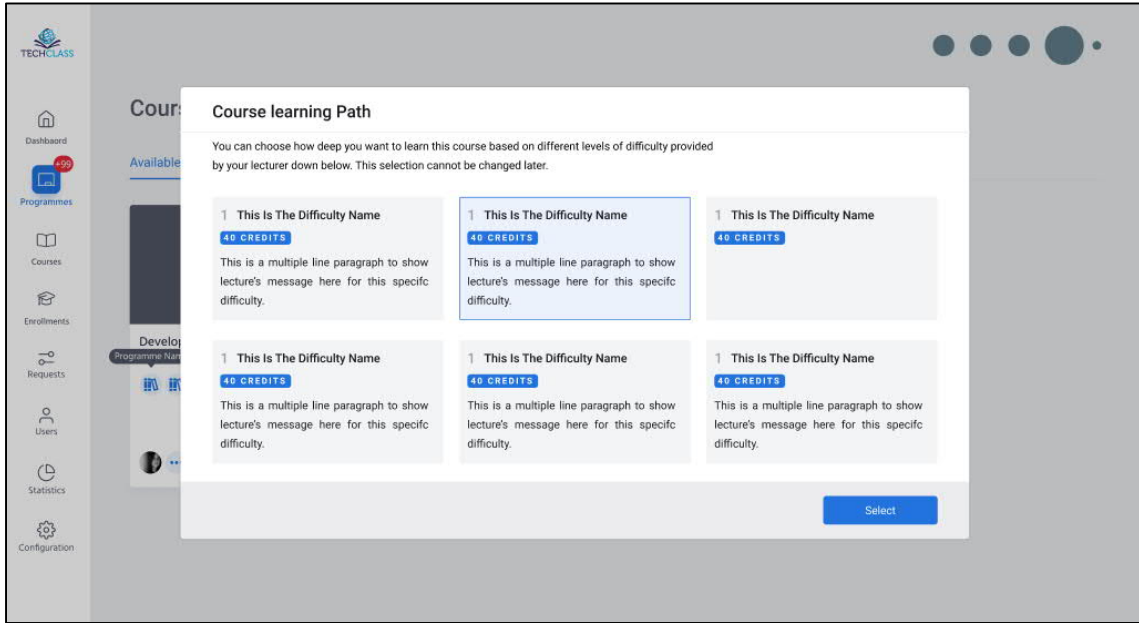 TECHCLASS
Dashbaord
+99
Programmes
Courses
Enrollments
Requests
Users
Statistics
Configuration
Cour
Available
Develop
Programme Nam
Course learning Path
You can choose how deep you want to learn this course based on different levels of difficulty provided
by your lecturer down below. This selection cannot be changed later.
1 This Is The Difficulty Name
40 CREDITS
This is a multiple line paragraph to show
lecture's message here for this specifc
difficulty.
1 This Is The Difficulty Name
40 CREDITS
This is a multiple line paragraph to show
lecture's message here for this specifc
difficulty.
1 This Is The Difficulty Name
40 CREDITS
1 This Is The Difficulty Name
40 CREDITS
This is a multiple line paragraph to show
lecture's message here for this specifc
difficulty.
1 This Is The Difficulty Name
40 CREDITS
This is a multiple line paragraph to show
lecture's message here for this specifc
difficulty.
1 This Is The Difficulty Name
40 CREDITS
This is a multiple line paragraph to show
lecture's message here for this specifc
difficulty.
Select